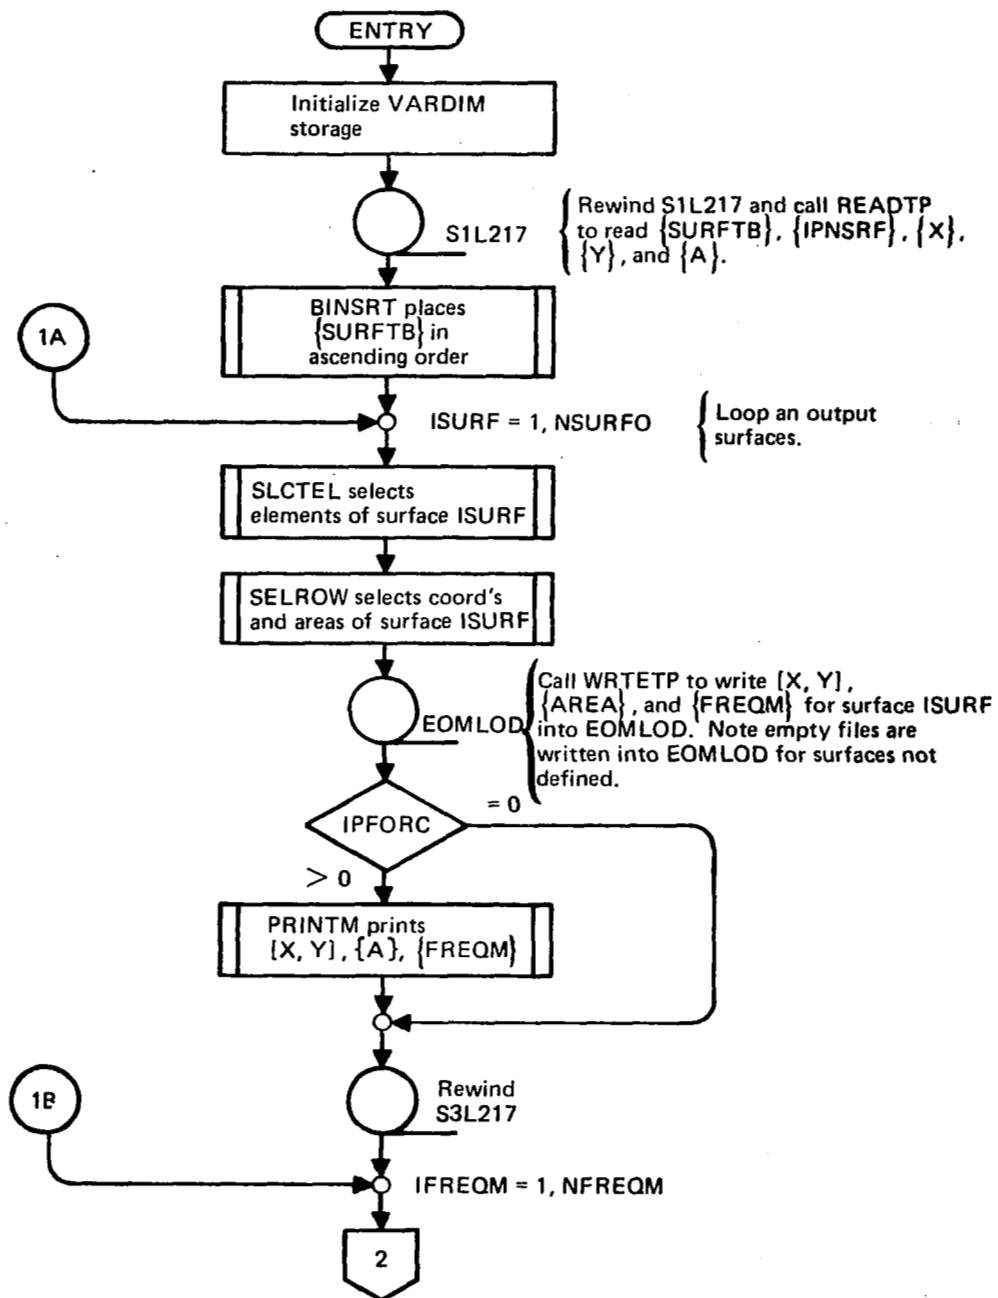 ENTRY
Initialize VARDIM
storage
S1L217
Rewind S1L217 and call READTP
to read {SURFTB}, {IPNSRF}, {X},
{Y}, and {A}.
BINSRT places
{SURFTB} in
ascending order
1A
ISURF = 1, NSURFO
Loop an output
surfaces.
SLCTEL selects
elements of surface ISURF
SELROW selects coord's
and areas of surface ISURF
EOMLOD
Call WRTETP to write [X, Y],
{AREA}, and {FREQM} for surface ISURF
into EOMLOD. Note empty files are
written into EOMLOD for surfaces not
defined.
IPFORC
= 0
> 0
PRINTM prints
[X, Y], {A}, {FREQM}
Rewind
S3L217
1B
IFREQM = 1, NFREQM
2